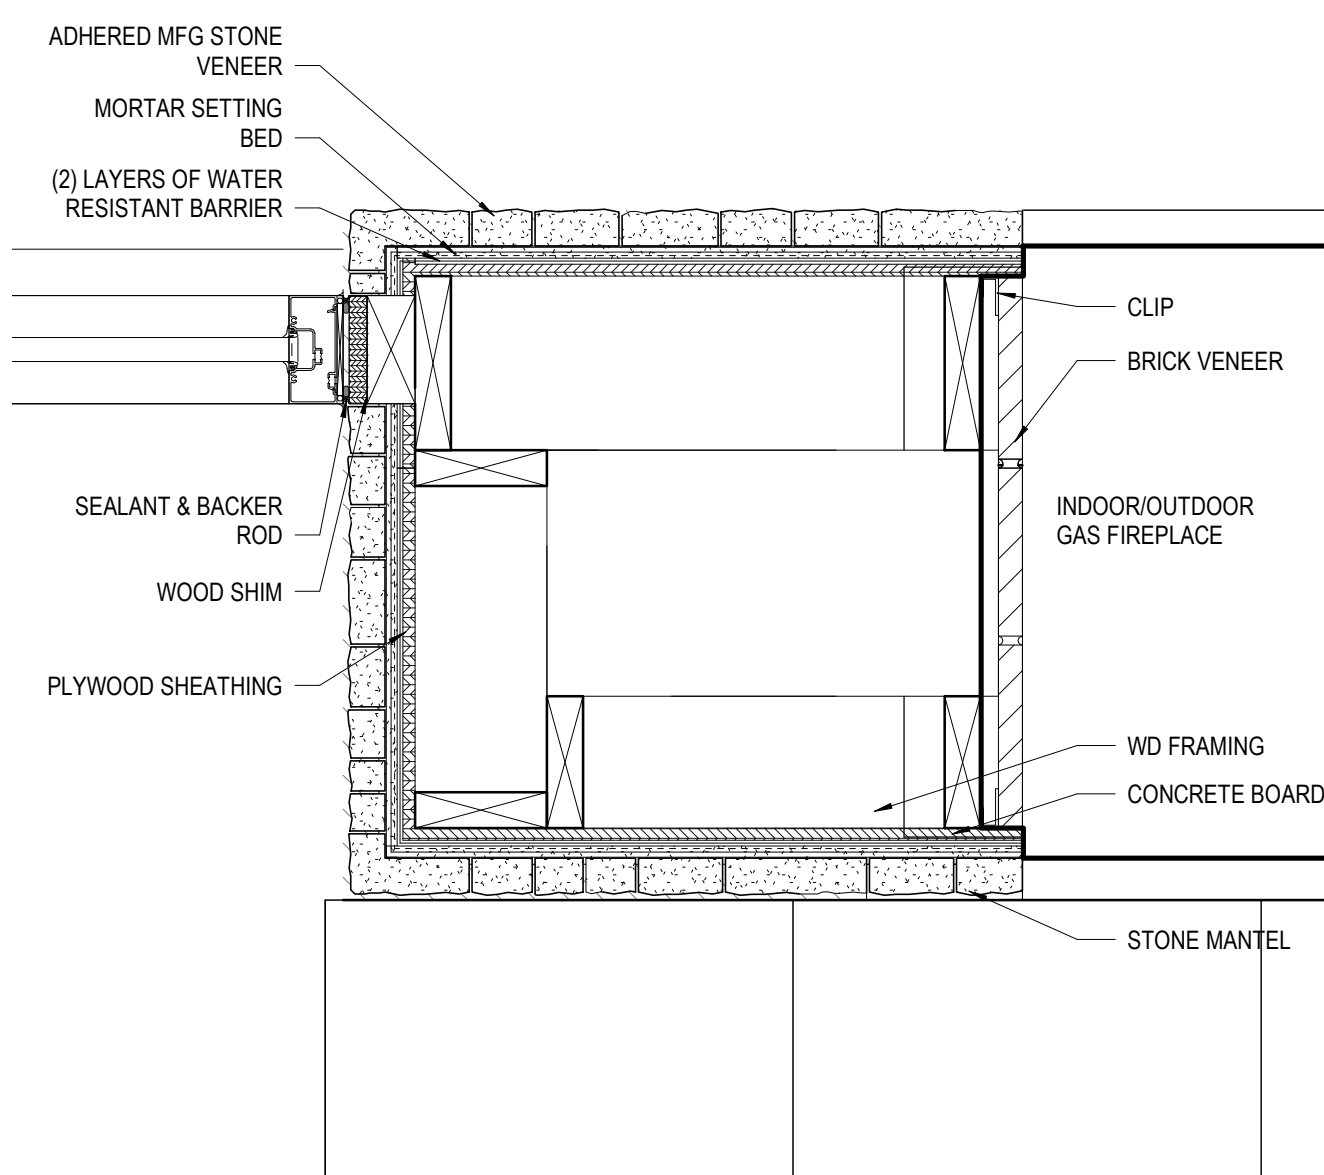 ADHERED MFG STONE
VENEER
MORTAR SETTING
BED
(2) LAYERS OF WATER
RESISTANT BARRIER
SEALANT & BACKER
ROD
WOOD SHIM
PLYWOOD SHEATHING
CLIP
BRICK VENEER
INDOOR/OUTDOOR
GAS FIREPLACE
WD FRAMING
CONCRETE BOARD
STONE MANTEL